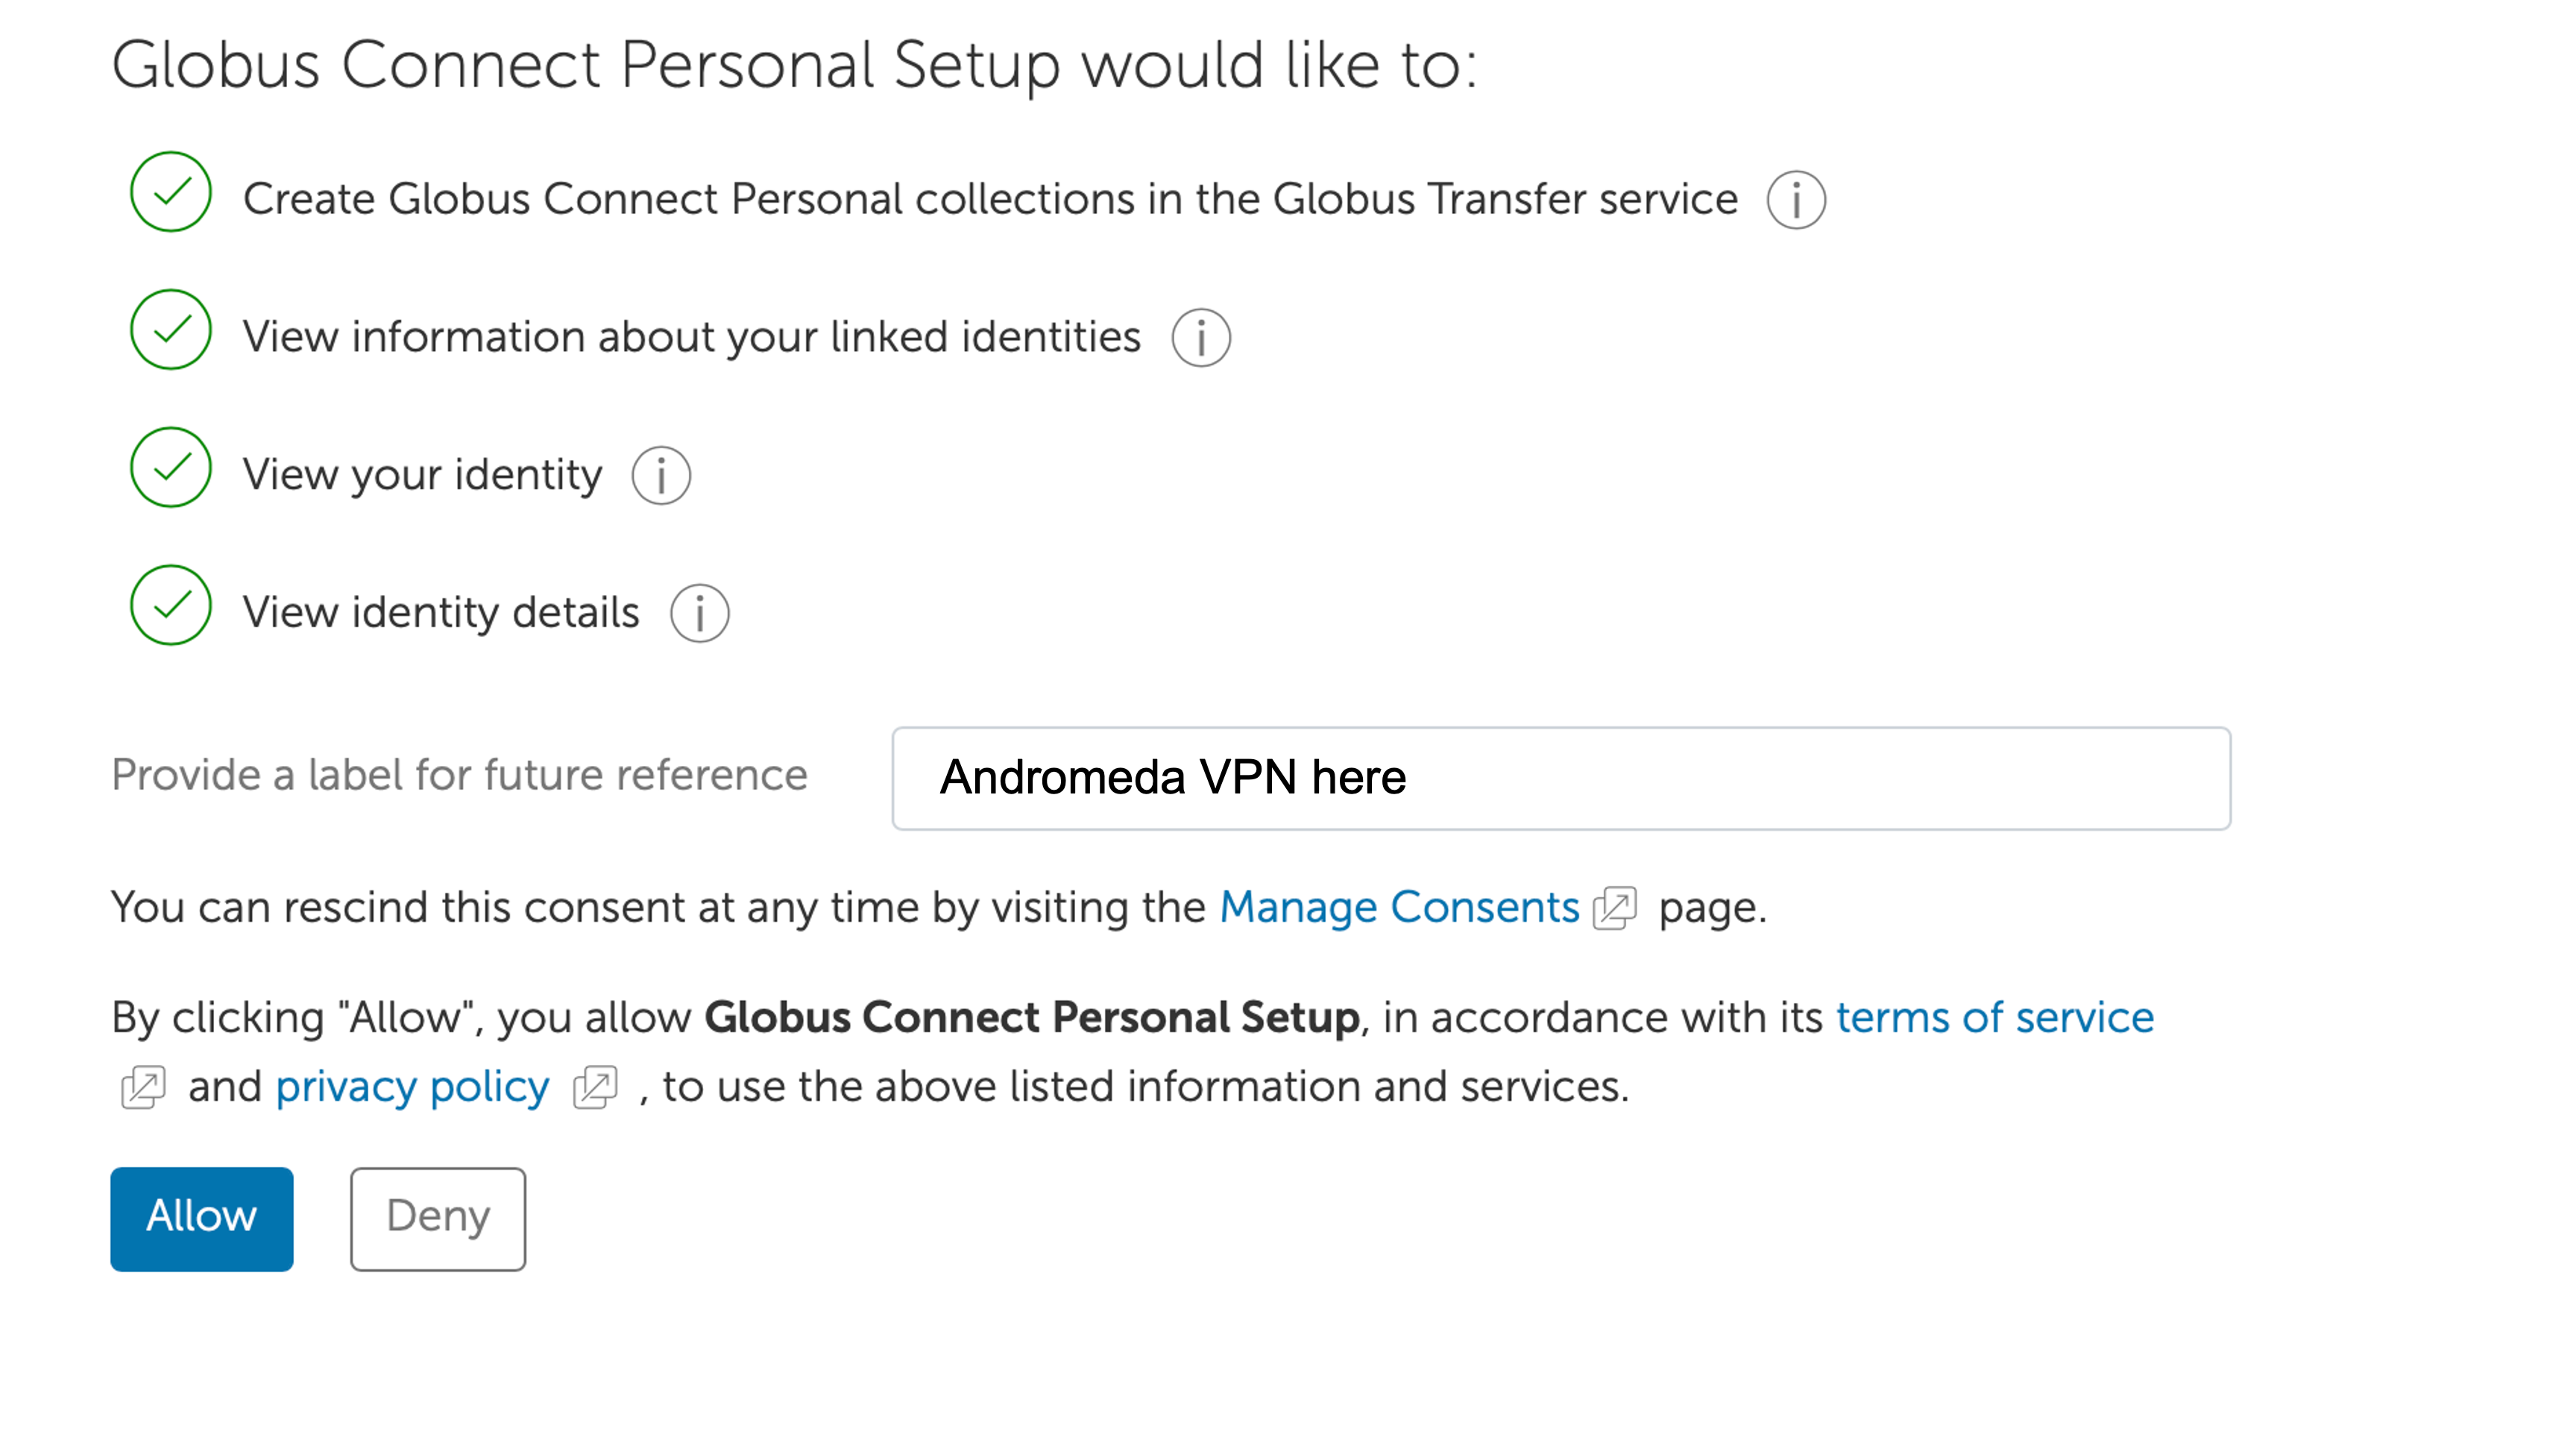 Globus Connect Personal Setup would like to:
Create Globus Connect Personal collections in the Globus Transfer service
View information about your linked identities
View your identity
View identity details
Provide a label for future reference
Andromeda VPN here
You can rescind this consent at any time by visiting the Manage Consents page.
By clicking "Allow", you allow Globus Connect Personal Setup, in accordance with its terms of service
and privacy policy , to use the above listed information and services.
Allow
Deny